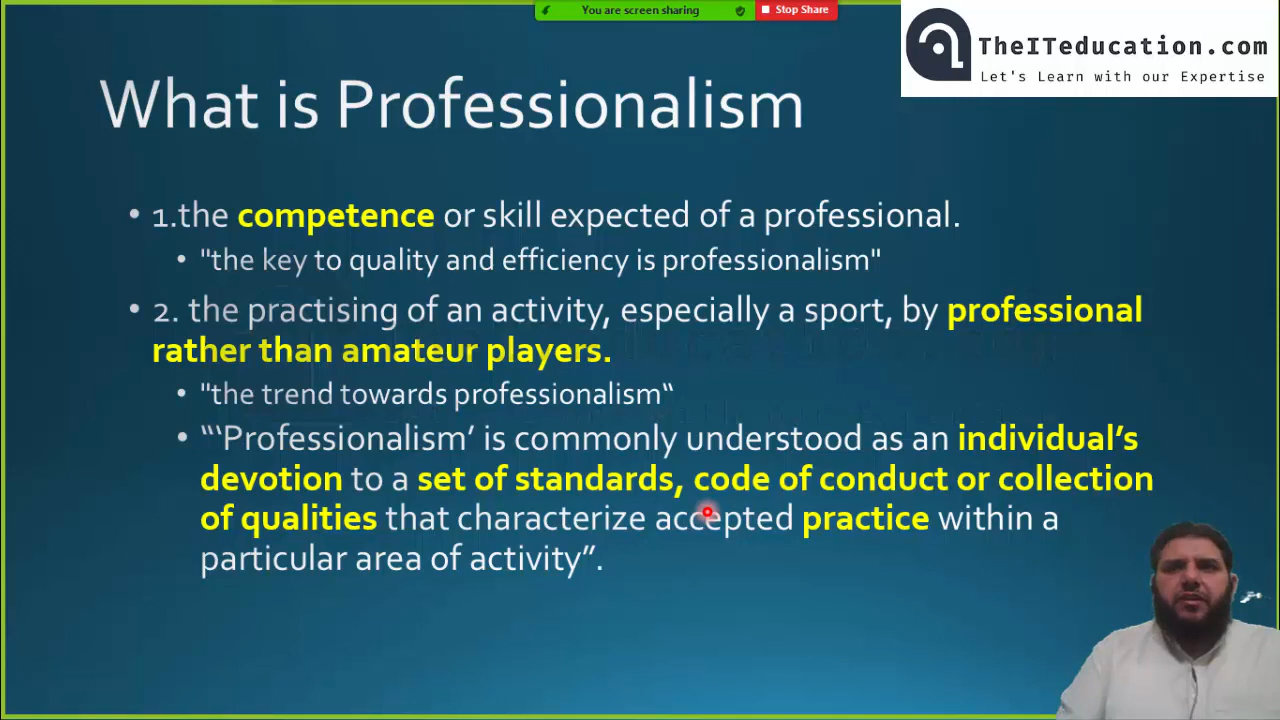 You are screen sharing
Stop Share
TheITeducation.com
Let's Learn with our Expertise
What is Professionalism
• 1.the competence or skill expected of a professional.
• "the key to quality and efficiency is professionalism"
• 2. the practising of an activity, especially a sport, by professional
rather than amateur players.
• "the trend towards professionalism“
• “‘Professionalism’ is commonly understood as an individual’s
devotion to a set of standards, code of conduct or collection
of qualities that characterize accepted practice within a
particular area of activity”.